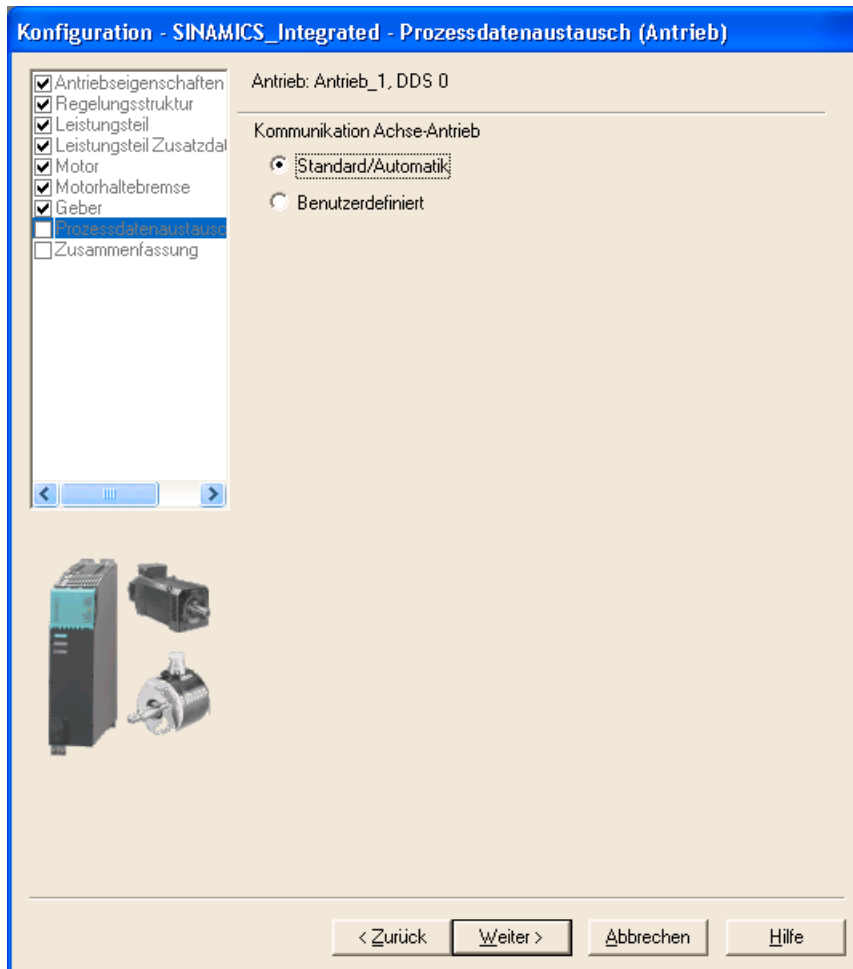 Konfiguration - SINAMICS_Integrated - Prozessdatenaustausch (Antrieb)
Antriebseigenschaften
Regelungsstruktur
Leistungsteil
Leistungsteil Zusatzdat
Motor
Motorhaltebremse
Geber
Prozessdatenaustausc
Zusammenfassung
Antrieb: Antrieb_1, DDS 0
Kommunikation Achse-Antrieb
Standard/Automatik
Benutzerdefiniert
< Zurück
Weiter >
Abbrechen
Hilfe